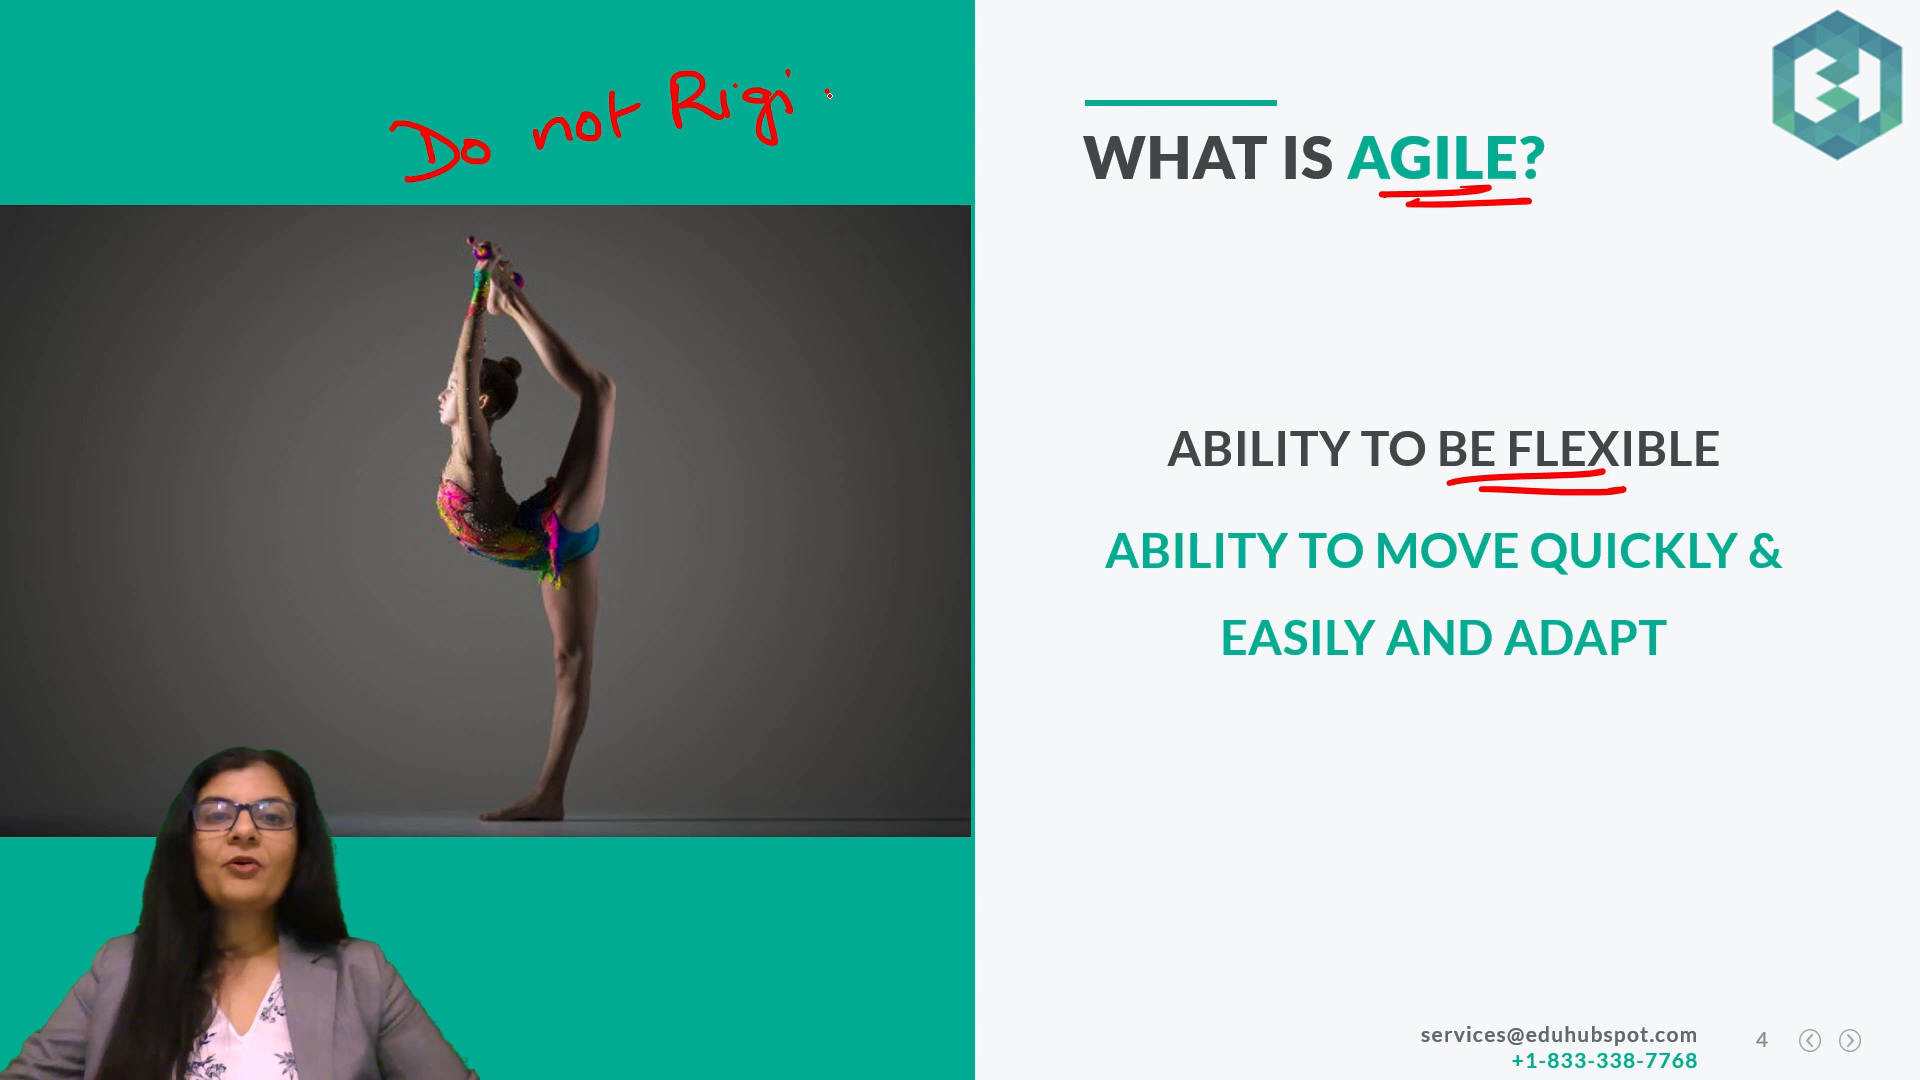 Do not Rigi
WHAT IS AGILE?
ABILITY TO BE FLEXIBLE
ABILITY TO MOVE QUICKLY &
EASILY AND ADAPT
services@eduhubspot.com
4
+1-833-338-7768